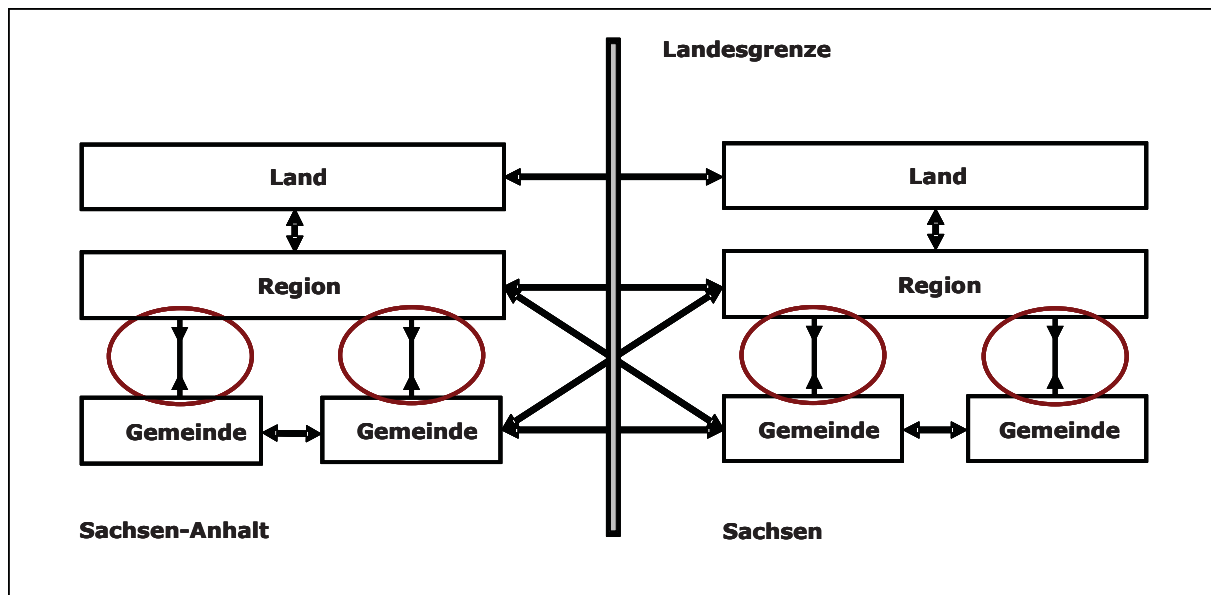 Landesgrenze
Land
Land
Region
Region
Gemeinde
Gemeinde
Gemeinde
Gemeinde
Sachsen-Anhalt
Sachsen